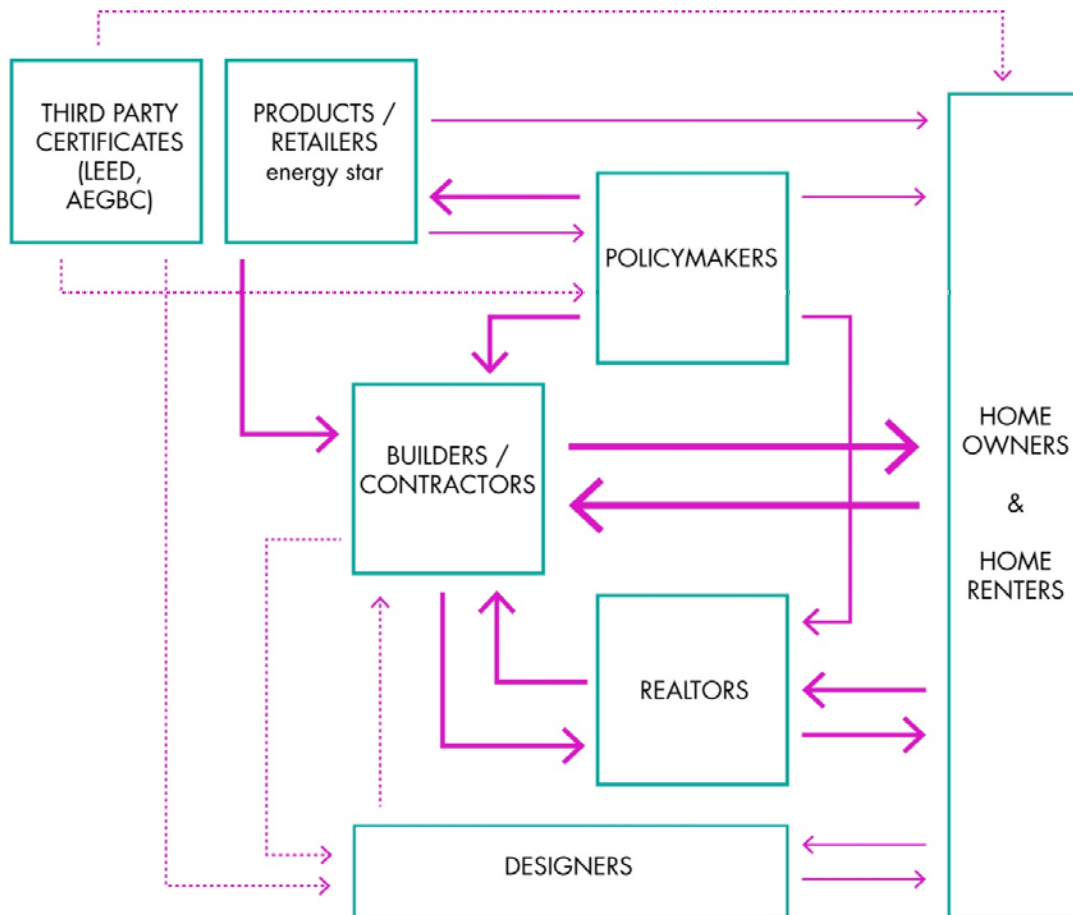 THIRD PARTY
CERTIFICATES
(LEED,
AEGBC)
PRODUCTS /
RETAILERS
energy star
POLICYMAKERS
BUILDERS /
CONTRACTORS
HOME
OWNERS
&
HOME
RENTERS
REALTORS
DESIGNERS